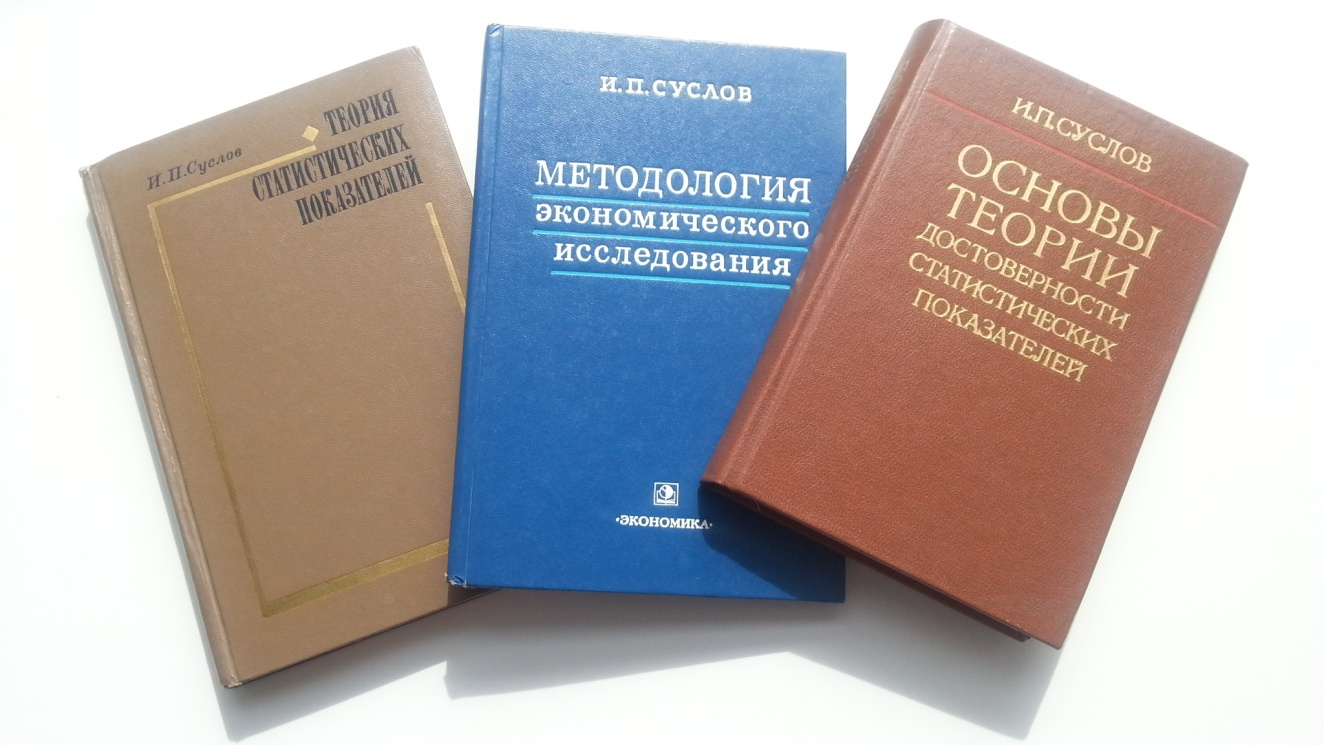 И.П.Суслов
ТЕОРИЯ
СТАТИСТИЧЕСКИХ
ПОКАЗАТЕЛЕЙ
И.П.СУСЛОВ
МЕТОДОЛОГИЯ
экономического
исследования
·ЭКОНОМИКА·
И.П.СУСЛОВ
ОСНОВЫ
ТЕОРИИ
ДОСТОВЕРНОСТИ
СТАТИСТИЧЕСКИХ
ПОКАЗАТЕЛЕЙ